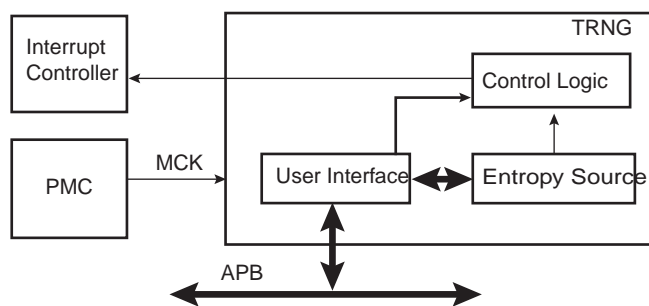 TRNG
Interrupt
Controller
Control Logic
MCK
PMC
User Interface
Entropy Source
APB